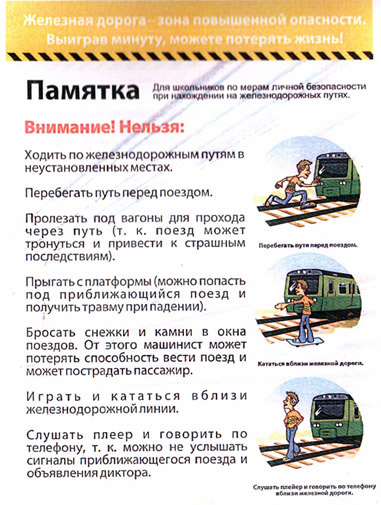 Железная дорога–зона повышенной опасности.
Выиграв минуту, можете потерять жизнь!
Памятка
Для школьников по мерам личной безопасности
при нахождении на железнодорожных путях.
Внимание! Нельзя:
Ходить по железнодорожным путям в
неустановленных местах.
Перебегать путь перед поездом.
Пролезать под вагоны для прохода
через путь (т. к. поезд может
тронуться и привести к страшным
последствиям).
Прыгать с платформы (можно попасть
под приближающийся поезд и
получить травму при падении).
Бросать снежки и камни в окна
поездов. От этого машинист может
потерять способность вести поезд и
может пострадать пассажир.
Играть и кататься вблизи
железнодорожной линии.
Слушать плеер и говорить по
телефону, т. к. можно не услышать
сигналы приближающегося поезда и
объявления диктора.
Перебегать пути перед поездом.
Кататься вблизи железной дороги.
Слушать плейер и говорить по телефону
вблизи железной дороги.